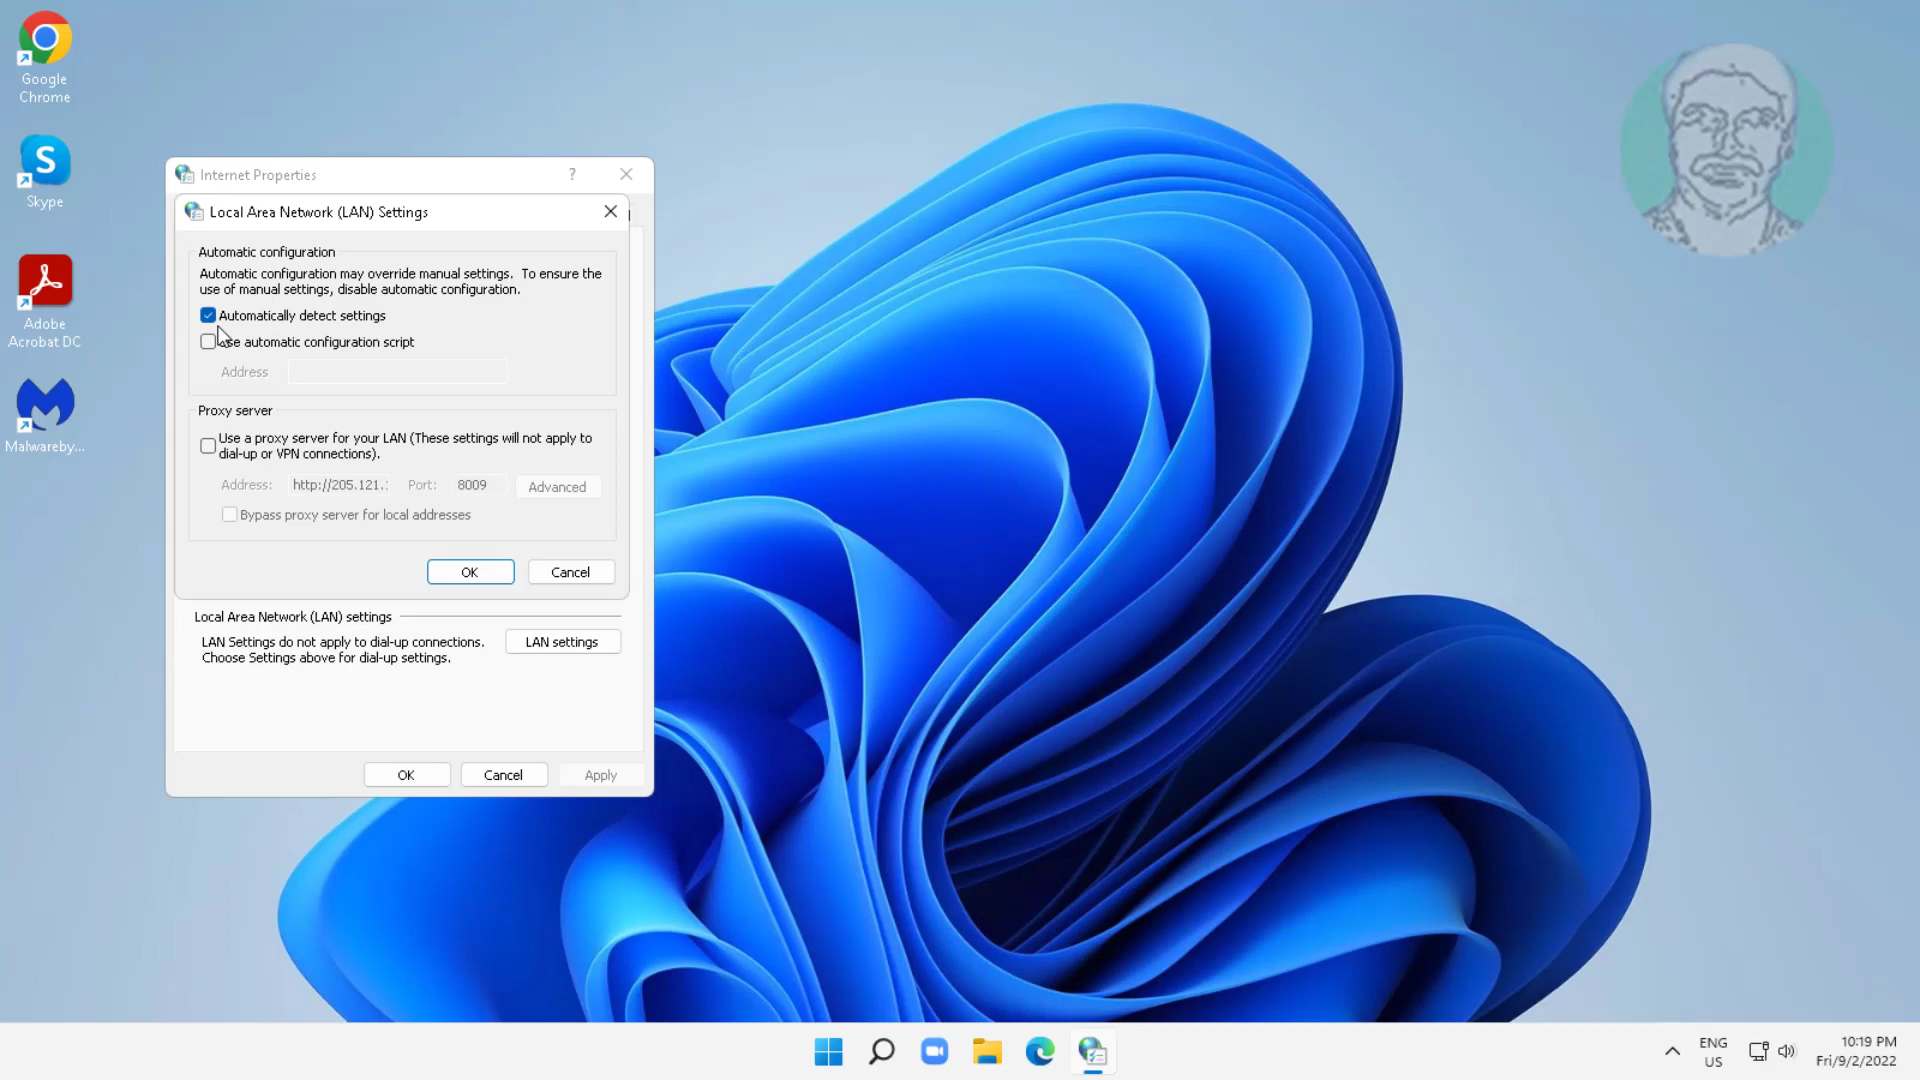 Google
Chrome
Skype
Adobe
Acrobat DC
Malwareby...
Internet Properties
Local Area Network (LAN) Settings
Automatic configuration
Automatic configuration may override manual settings. To ensure the
use of manual settings, disable automatic configuration.
Automatically detect settings
automatic configuration script
Address
Proxy server
Use a proxy server for your LAN (These settings will not apply to
dial-up or VPN connections).
Address: http://205.121. Port: 8009 Advanced
Bypass proxy server for local addresses
OK Cancel
Local Area Network (LAN) settings
LAN Settings do not apply to dial-up connections.
Choose Settings above for dial-up settings.
LAN settings
OK Cancel Apply
ENG
US
10:19 PM
Fri/9/2/2022